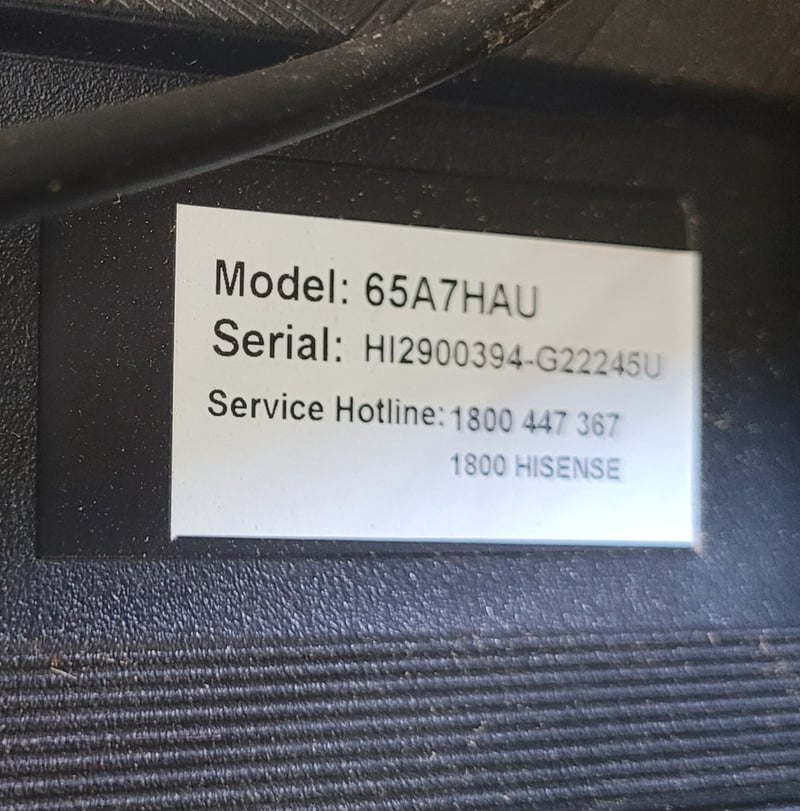 Model: 65A7HAU
Serial: HI2900394-G22245U
Service Hotline: 1800 447 367
1800 HISENSE